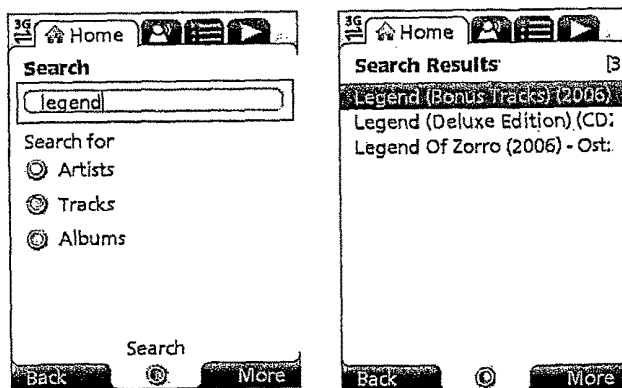 3G Home
Search
legend
Search for
Artists
Tracks
Albums
Search
Back More
3G Home
Search Results [3
Legend (Bonus Tracks) (2006)
Legend (Deluxe Edition) (CD:
Legend Of Zorro (2006) - Ost:
Back More